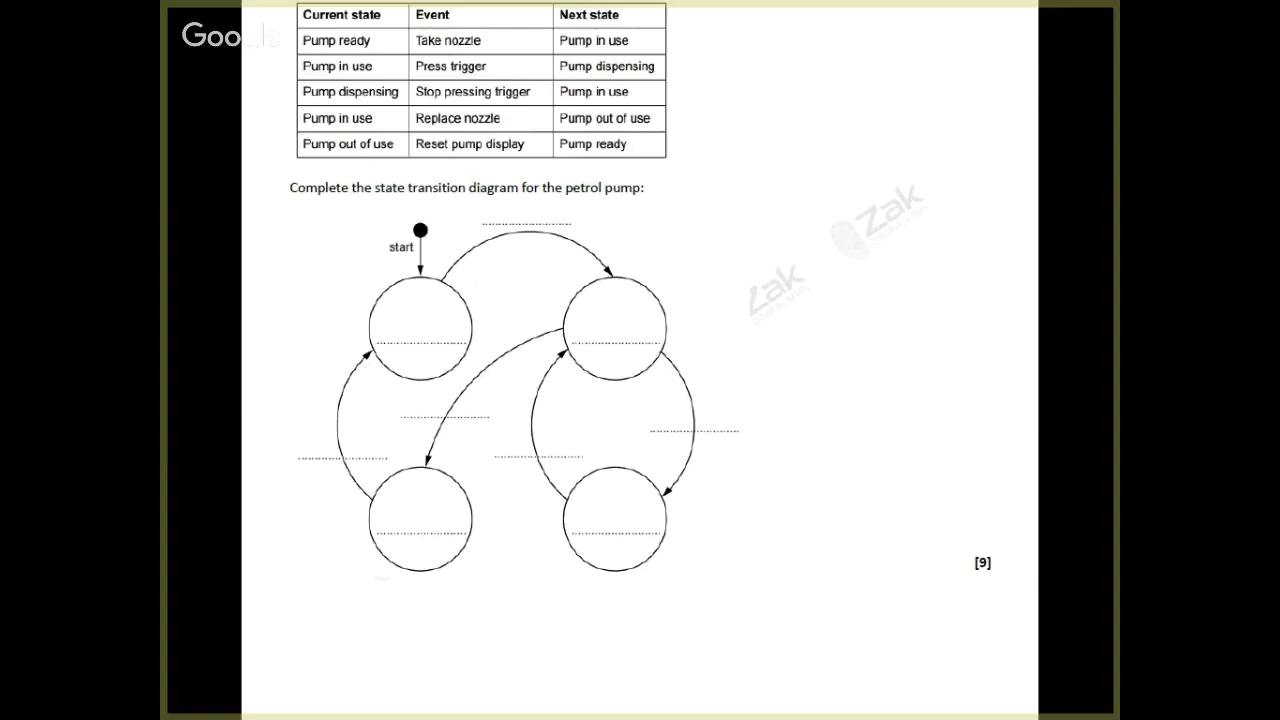 Current state Event Next state
Pump ready Take nozzle Pump in use
Pump in use Press trigger Pump dispensing
Pump dispensing Stop pressing trigger Pump in use
Pump in use Replace nozzle Pump out of use
Pump out of use Reset pump display Pump ready
Complete the state transition diagram for the petrol pump:
Zak
start
Zak
[9]